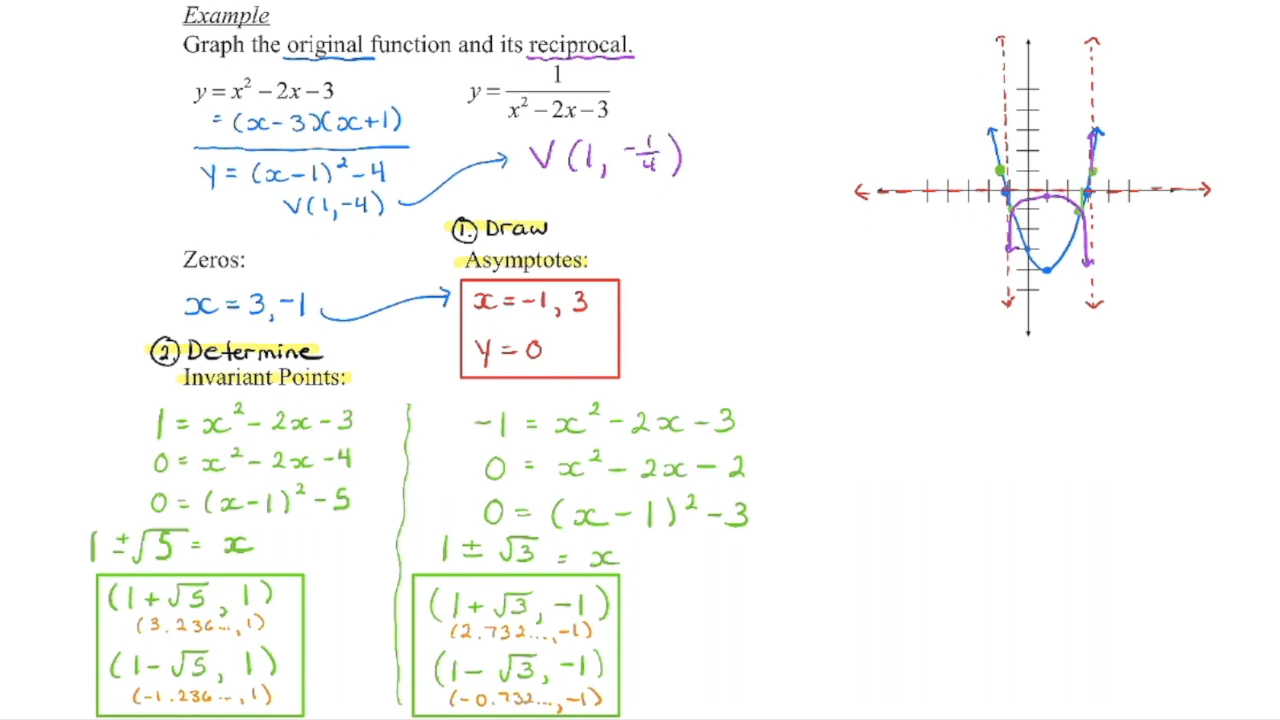 Example
Graph the original function and its reciprocal.
y = x² − 2x − 3
y = 1/(x² − 2x − 3)
= (x − 3)(x + 1)
y = (x − 1)² − 4
V(1, −4)
V(1, −1/4)
① Draw
Zeros:
Asymptotes:
x = 3, −1
x = −1, 3
y = 0
② Determine
Invariant Points:
1 = x² − 2x − 3
0 = x² − 2x − 4
0 = (x − 1)² − 5
1 ± √5 = x
(1 + √5, 1)
(3.236..., 1)
(1 − √5, 1)
(−1.236..., 1)
−1 = x² − 2x − 3
0 = x² − 2x − 2
0 = (x − 1)² − 3
1 ± √3 = x
(1 + √3, −1)
(2.732..., −1)
(1 − √3, −1)
(−0.732..., −1)